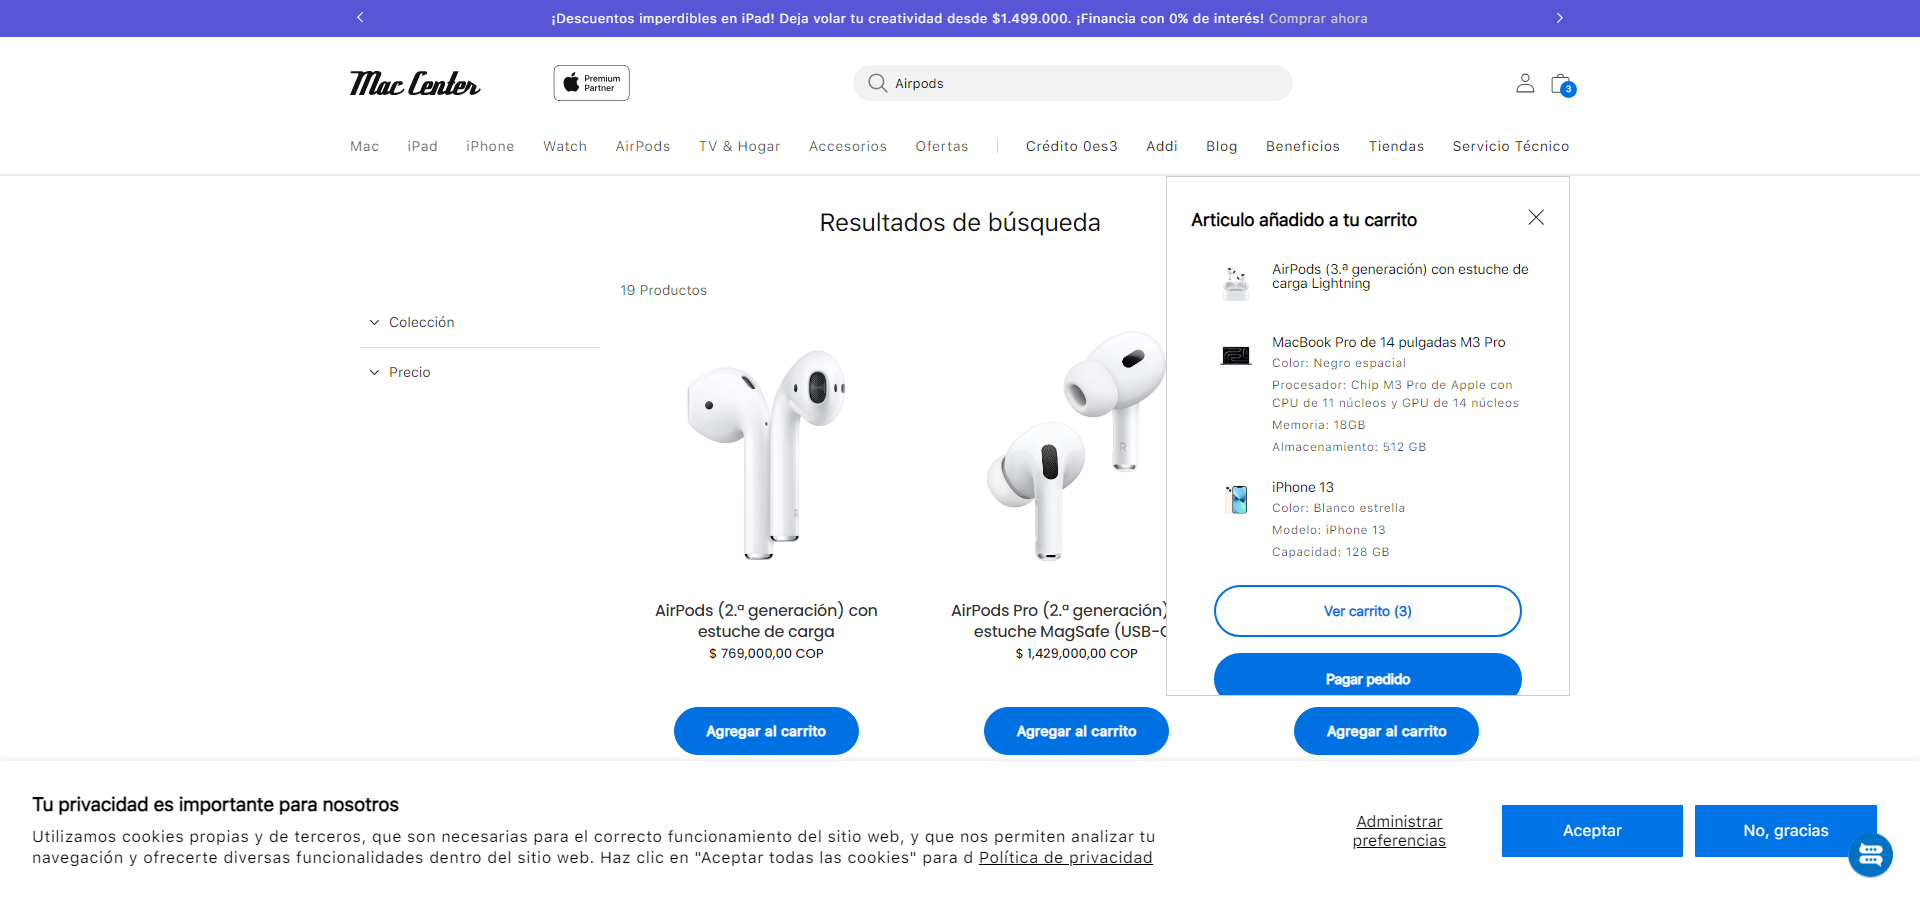 ¡Descuentos imperdibles en iPad! Deja volar tu creatividad desde $1.499.000. ¡Financia con 0% de interés! Comprar ahora
Mac Center
Premium
Partner
Airpods
3
Mac iPad iPhone Watch AirPods TV & Hogar Accesorios Ofertas Crédito 0es3 Addi Blog Beneficios Tiendas Servicio Técnico
Resultados de búsqueda
19 Productos
Colección
Precio
AirPods (2.ª generación) con
estuche de carga
$ 769,000,00 COP
Agregar al carrito
AirPods Pro (2.ª generación)
estuche MagSafe (USB-C
$ 1,429,000,00 COP
Agregar al carrito
Agregar al carrito
Articulo añadido a tu carrito
AirPods (3.ª generación) con estuche de
carga Lightning
MacBook Pro de 14 pulgadas M3 Pro
Color: Negro espacial
Procesador: Chip M3 Pro de Apple con
CPU de 11 núcleos y GPU de 14 núcleos
Memoria: 18GB
Almacenamiento: 512 GB
iPhone 13
Color: Blanco estrella
Modelo: iPhone 13
Capacidad: 128 GB
Ver carrito (3)
Pagar pedido
Tu privacidad es importante para nosotros
Utilizamos cookies propias y de terceros, que son necesarias para el correcto funcionamiento del sitio web, y que nos permiten analizar tu
navegación y ofrecerte diversas funcionalidades dentro del sitio web. Haz clic en "Aceptar todas las cookies" para d Política de privacidad
Administrar
preferencias
Aceptar
No, gracias